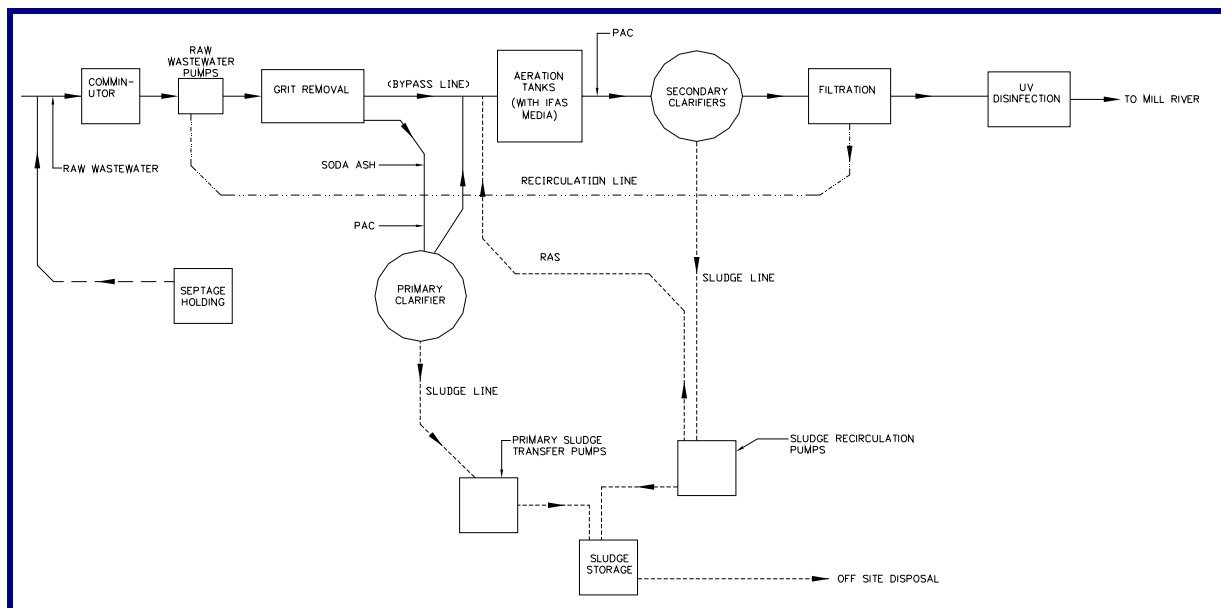 RAW
WASTEWATER
PUMPS
PAC
COMMIN-
UTOR
GRIT REMOVAL
(BYPASS LINE)
AERATION
TANKS
(WITH IFAS
MEDIA)
SECONDARY
CLARIFIERS
FILTRATION
UV
DISINFECTION
TO MILL RIVER
RAW WASTEWATER
SODA ASH
RECIRCULATION LINE
PAC
RAS
SEPTAGE
HOLDING
PRIMARY
CLARIFIER
SLUDGE LINE
SLUDGE LINE
PRIMARY SLUDGE
TRANSFER PUMPS
SLUDGE RECIRCULATION
PUMPS
SLUDGE
STORAGE
OFF SITE DISPOSAL